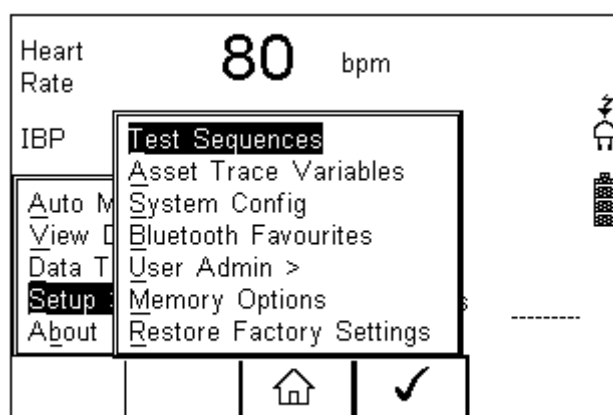 Heart
Rate
80 bpm
IBP
Test Sequences
Asset Trace Variables
System Config
Bluetooth Favourites
User Admin >
Memory Options
Restore Factory Settings
Auto M
View
Data T
Setup
About
---------